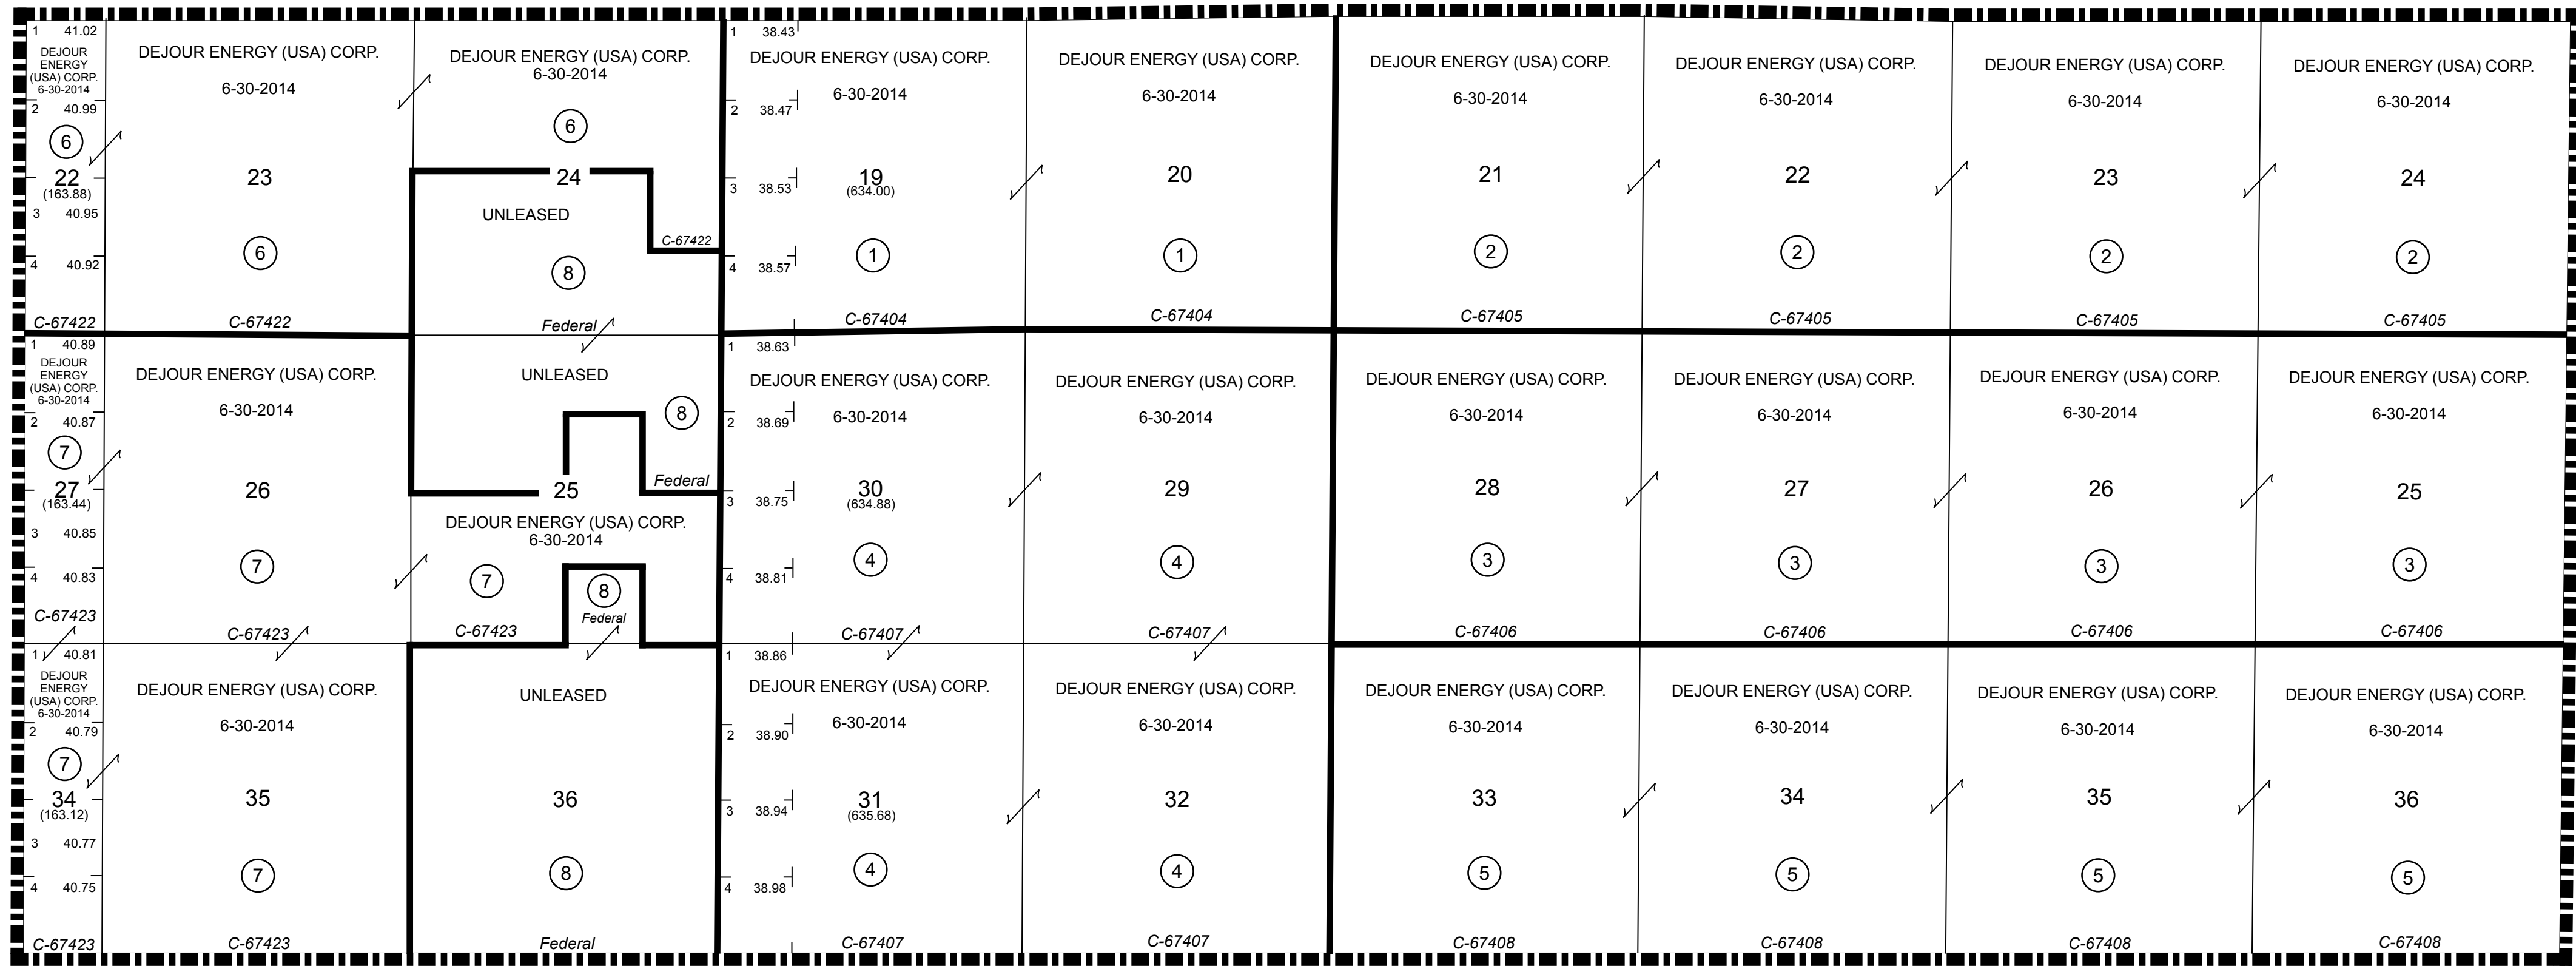 1 41.02
DEJOUR
ENERGY
(USA) CORP.
6-30-2014
2 40.99
6
22
(163.88)
3 40.95
4 40.92
C-67422
DEJOUR ENERGY (USA) CORP.
6-30-2014
23
6
C-67422
DEJOUR ENERGY (USA) CORP.
6-30-2014
6
24
UNLEASED
C-67422
8
Federal
1 38.43
DEJOUR ENERGY (USA) CORP.
6-30-2014
2 38.47
19
(634.00)
3 38.53
1
4 38.57
C-67404
DEJOUR ENERGY (USA) CORP.
6-30-2014
20
1
C-67404
DEJOUR ENERGY (USA) CORP.
6-30-2014
21
2
C-67405
DEJOUR ENERGY (USA) CORP.
6-30-2014
22
2
C-67405
DEJOUR ENERGY (USA) CORP.
6-30-2014
23
2
C-67405
DEJOUR ENERGY (USA) CORP.
6-30-2014
24
2
C-67405
1 40.89
DEJOUR
ENERGY
(USA) CORP.
6-30-2014
2 40.87
7
27
(163.44)
3 40.85
4 40.83
C-67423
DEJOUR ENERGY (USA) CORP.
6-30-2014
26
7
C-67423
UNLEASED
8
Federal
25
DEJOUR ENERGY (USA) CORP.
6-30-2014
7
8
Federal
C-67423
1 38.63
DEJOUR ENERGY (USA) CORP.
6-30-2014
2 38.69
30
(634.88)
3 38.75
4
4 38.81
C-67407
DEJOUR ENERGY (USA) CORP.
6-30-2014
29
4
C-67407
DEJOUR ENERGY (USA) CORP.
6-30-2014
28
3
C-67406
DEJOUR ENERGY (USA) CORP.
6-30-2014
27
3
C-67406
DEJOUR ENERGY (USA) CORP.
6-30-2014
26
3
C-67406
DEJOUR ENERGY (USA) CORP.
6-30-2014
25
3
C-67406
1 40.81
DEJOUR
ENERGY
(USA) CORP.
6-30-2014
2 40.79
7
34
(163.12)
3 40.77
4 40.75
C-67423
DEJOUR ENERGY (USA) CORP.
6-30-2014
35
7
C-67423
UNLEASED
36
8
Federal
1 38.86
DEJOUR ENERGY (USA) CORP.
6-30-2014
2 38.90
31
(635.68)
3 38.94
4
4 38.98
C-67407
DEJOUR ENERGY (USA) CORP.
6-30-2014
32
4
C-67407
DEJOUR ENERGY (USA) CORP.
6-30-2014
33
5
C-67408
DEJOUR ENERGY (USA) CORP.
6-30-2014
34
5
C-67408
DEJOUR ENERGY (USA) CORP.
6-30-2014
35
5
C-67408
DEJOUR ENERGY (USA) CORP.
6-30-2014
36
5
C-67408